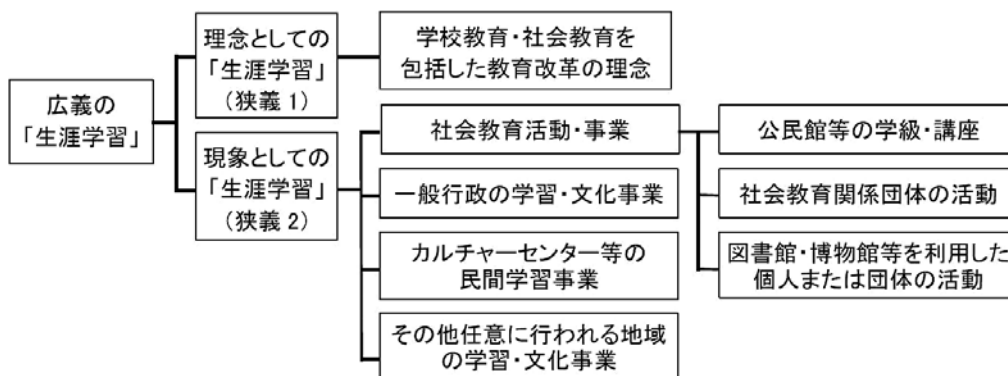 広義の
「生涯学習」
理念としての
「生涯学習」
(狭義1)
学校教育・社会教育を
包括した教育改革の理念
現象としての
「生涯学習」
(狭義2)
社会教育活動・事業
一般行政の学習・文化事業
カルチャーセンター等の
民間学習事業
その他任意に行われる地域
の学習・文化事業
公民館等の学級・講座
社会教育関係団体の活動
図書館・博物館等を利用した
個人または団体の活動